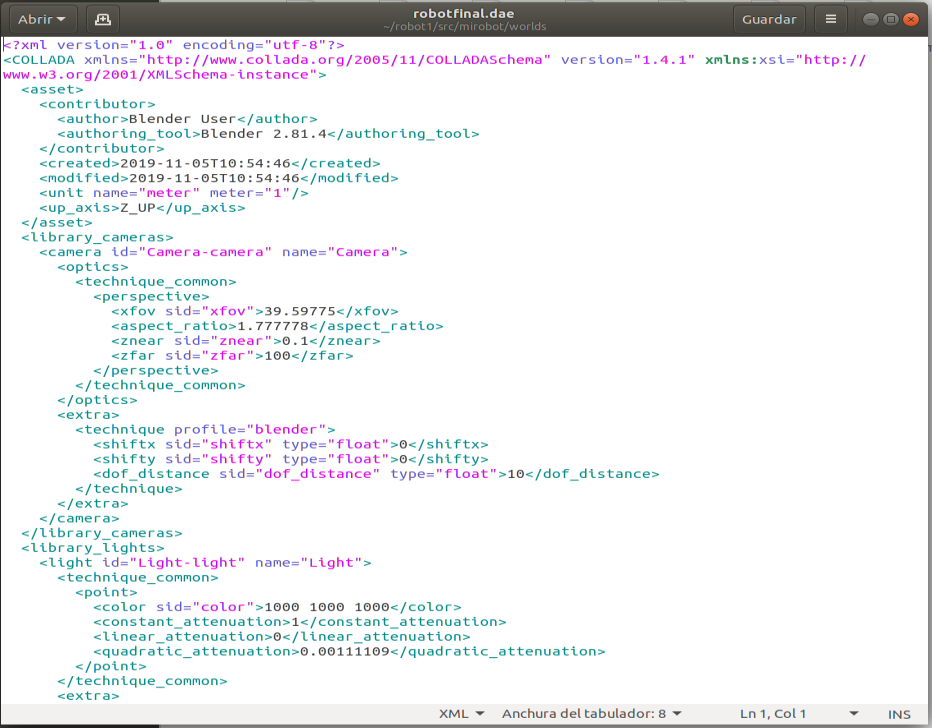 Abrir
robotfinal.dae
~/robot1/src/mirobot/worlds
Guardar
<?xml version="1.0" encoding="utf-8"?>
<COLLADA xmlns="http://www.collada.org/2005/11/COLLADASchema" version="1.4.1" xmlns:xsi="http://
www.w3.org/2001/XMLSchema-instance">
  <asset>
    <contributor>
      <author>Blender User</author>
      <authoring_tool>Blender 2.81.4</authoring_tool>
    </contributor>
    <created>2019-11-05T10:54:46</created>
    <modified>2019-11-05T10:54:46</modified>
    <unit name="meter" meter="1"/>
    <up_axis>Z_UP</up_axis>
  </asset>
  <library_cameras>
    <camera id="Camera-camera" name="Camera">
      <optics>
        <technique_common>
          <perspective>
            <xfov sid="xfov">39.59775</xfov>
            <aspect_ratio>1.777778</aspect_ratio>
            <znear sid="znear">0.1</znear>
            <zfar sid="zfar">100</zfar>
          </perspective>
        </technique_common>
      </optics>
      <extra>
        <technique profile="blender">
          <shiftx sid="shiftx" type="float">0</shiftx>
          <shifty sid="shifty" type="float">0</shifty>
          <dof_distance sid="dof_distance" type="float">10</dof_distance>
        </technique>
      </extra>
    </camera>
  </library_cameras>
  <library_lights>
    <light id="Light-light" name="Light">
      <technique_common>
        <point>
          <color sid="color">1000 1000 1000</color>
          <constant_attenuation>1</constant_attenuation>
          <linear_attenuation>0</linear_attenuation>
          <quadratic_attenuation>0.00111109</quadratic_attenuation>
        </point>
      </technique_common>
      <extra>
XML Anchura del tabulador: 8 Ln 1, Col 1 INS